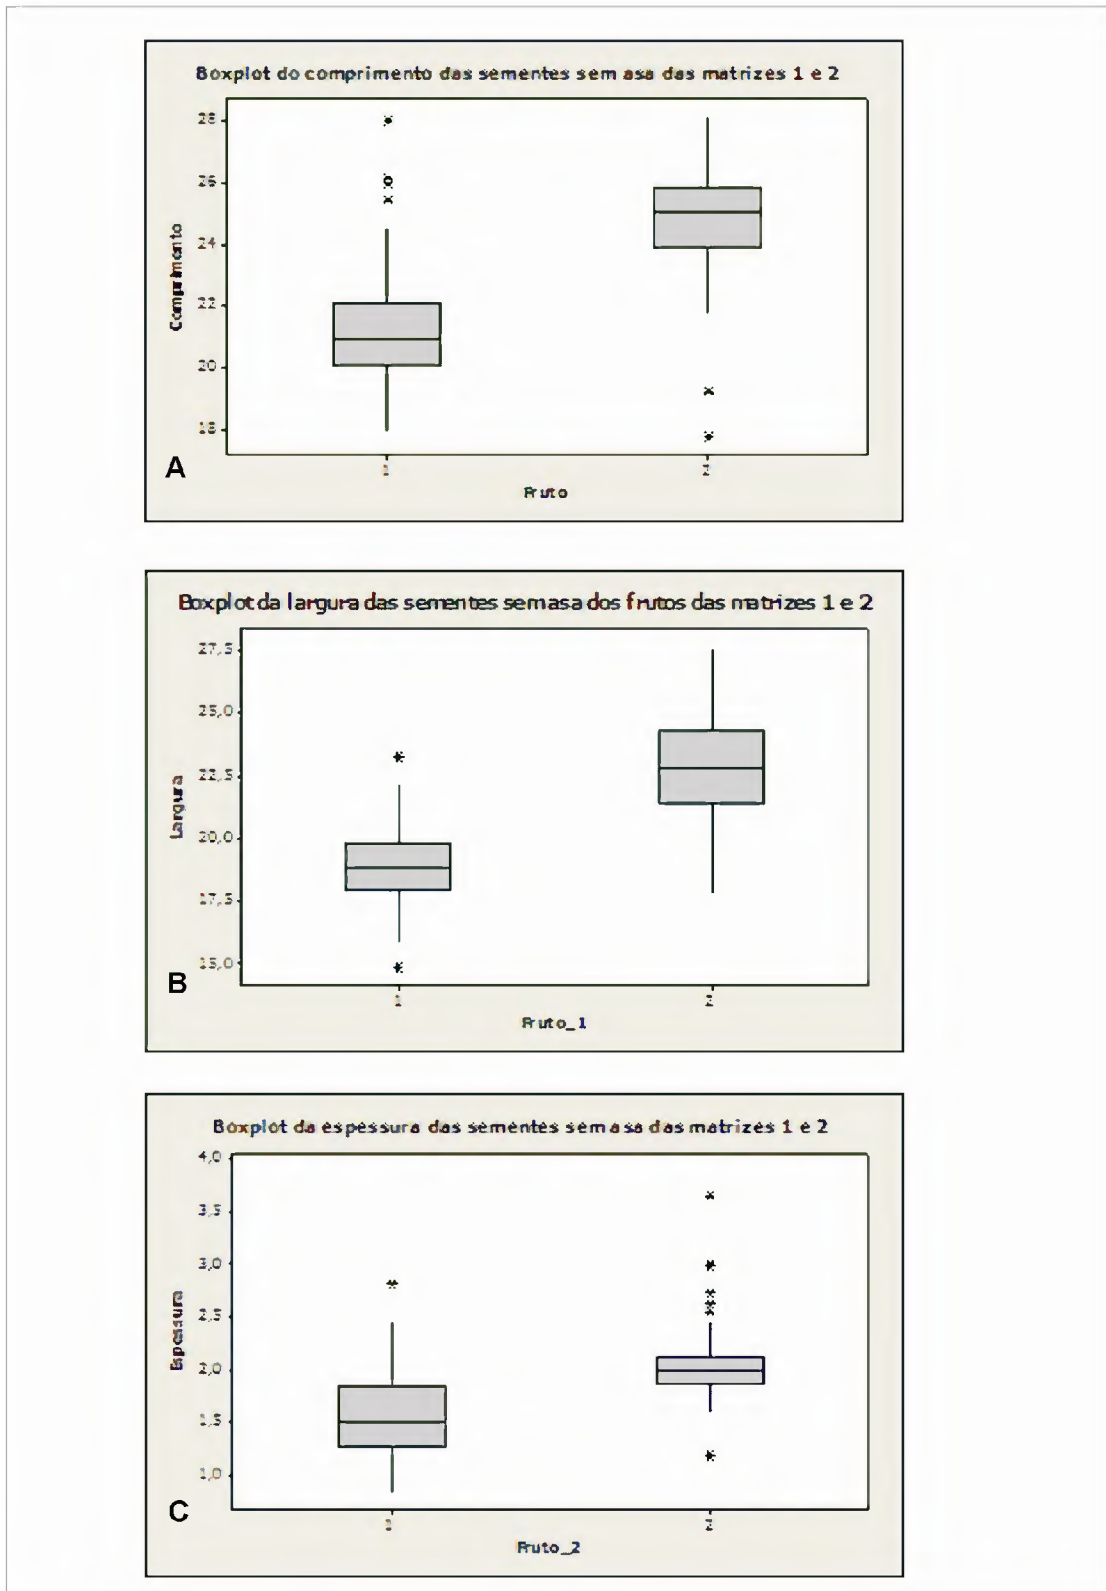 Boxplot do comprimento das sementes sem asa das matrizes 1 e 2
28
26
24
22
20
18
Comprimento
1
2
Fruto
A
Boxplot da largura das sementes sem asa dos frutos das matrizes 1 e 2
27,5
25,0
22,5
20,0
17,5
15,0
Largura
1
2
Fruto_1
B
Boxplot da espessura das sementes sem asa das matrizes 1 e 2
4,0
3,5
3,0
2,5
2,0
1,5
1,0
Espessura
1
2
Fruto_2
C